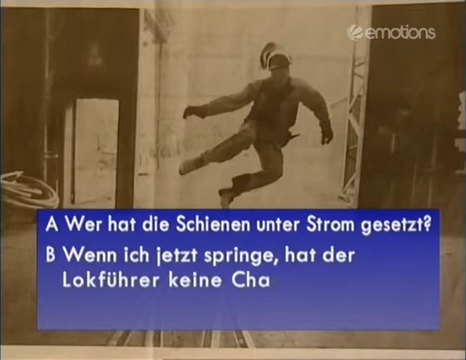 emotions
A Wer hat die Schienen unter Strom gesetzt?
B Wenn ich jetzt springe, hat der
Lokführer keine Cha